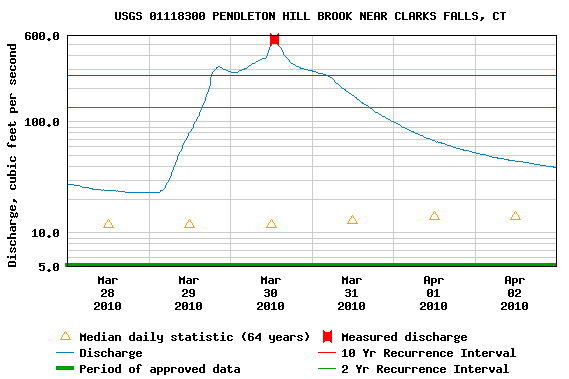 USGS 01118300 PENDLETON HILL BROOK NEAR CLARKS FALLS, CT
Discharge, cubic feet per second
600.0
100.0
10.0
5.0
Mar Mar Mar Mar Apr Apr
28 29 30 31 01 02
2010 2010 2010 2010 2010 2010
Median daily statistic (64 years) Measured discharge
Discharge 10 Yr Recurrence Interval
Period of approved data 2 Yr Recurrence Interval